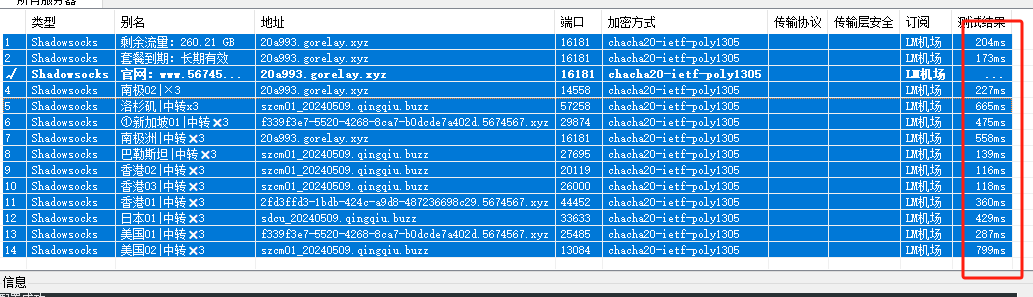 所有服务器
类型 别名 地址 端口 加密方式 传输协议 传输层安全 订阅 测试结果
1 Shadowsocks 剩余流量: 260.21 GB 20a993.gorelay.xyz 16181 chacha20-ietf-poly1305 LM机场 204ms
2 Shadowsocks 套餐到期: 长期有效 20a993.gorelay.xyz 16181 chacha20-ietf-poly1305 LM机场 173ms
√ Shadowsocks 官网: www.56745... 20a993.gorelay.xyz 16181 chacha20-ietf-poly1305 LM机场 ...
4 Shadowsocks 南极02|×3 20a993.gorelay.xyz 14558 chacha20-ietf-poly1305 LM机场 227ms
5 Shadowsocks 洛杉矶|中转x3 szcm01_20240509.qingqiu.buzz 57258 chacha20-ietf-poly1305 LM机场 665ms
6 Shadowsocks ①新加坡01|中转✖3 f339f3e7-5520-4268-8ca7-b0dcde7a402d.5674567.xyz 29874 chacha20-ietf-poly1305 LM机场 475ms
7 Shadowsocks 南极洲|中转✖3 20a993.gorelay.xyz 16181 chacha20-ietf-poly1305 LM机场 558ms
8 Shadowsocks 巴勒斯坦|中转✖3 szcm01_20240509.qingqiu.buzz 27695 chacha20-ietf-poly1305 LM机场 139ms
9 Shadowsocks 香港02|中转✖3 szcm01_20240509.qingqiu.buzz 20119 chacha20-ietf-poly1305 LM机场 116ms
10 Shadowsocks 香港03|中转✖3 szcm01_20240509.qingqiu.buzz 26000 chacha20-ietf-poly1305 LM机场 118ms
11 Shadowsocks 香港01|中转✖3 2fd3ffd3-1bdb-424c-a9d8-487236698c29.5674567.xyz 44452 chacha20-ietf-poly1305 LM机场 360ms
12 Shadowsocks 日本01|中转✖3 sdcu_20240509.qingqiu.buzz 33633 chacha20-ietf-poly1305 LM机场 429ms
13 Shadowsocks 美国01|中转✖3 f339f3e7-5520-4268-8ca7-b0dcde7a402d.5674567.xyz 25485 chacha20-ietf-poly1305 LM机场 287ms
14 Shadowsocks 美国02|中转✖3 szcm01_20240509.qingqiu.buzz 13084 chacha20-ietf-poly1305 LM机场 799ms
信息